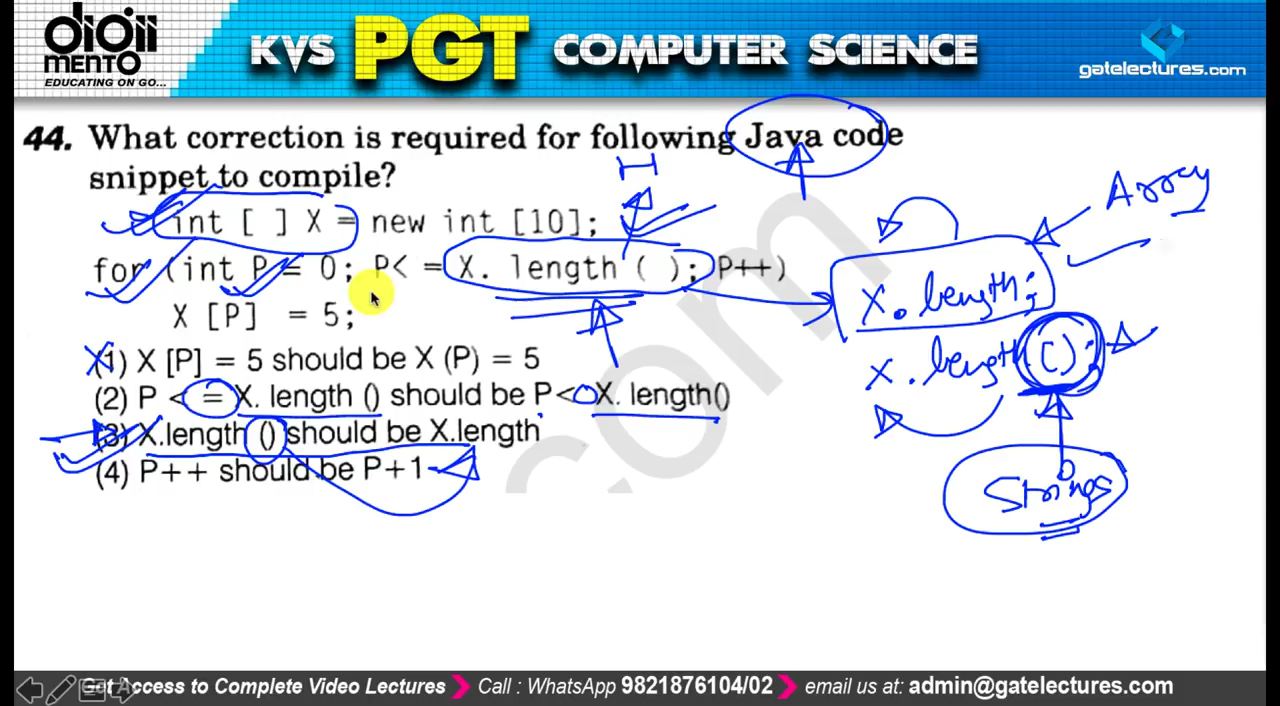 digii
mento
EDUCATING ON GO...
KVS PGT COMPUTER SCIENCE
gatelectures.com
44. What correction is required for following Java code
snippet to compile?
int [ ] X = new int [10];
for (int P = 0; P< = X. length ( ); P++)
X [P] = 5;
(1) X [P] = 5 should be X (P) = 5
(2) P < = X. length () should be P< X. length()
(3) X.length () should be X.length
(4) P++ should be P+1
Array
X.length;
X.length();
Strings
.com
Get Access to Complete Video Lectures Call : WhatsApp 9821876104/02 email us at: admin@gatelectures.com